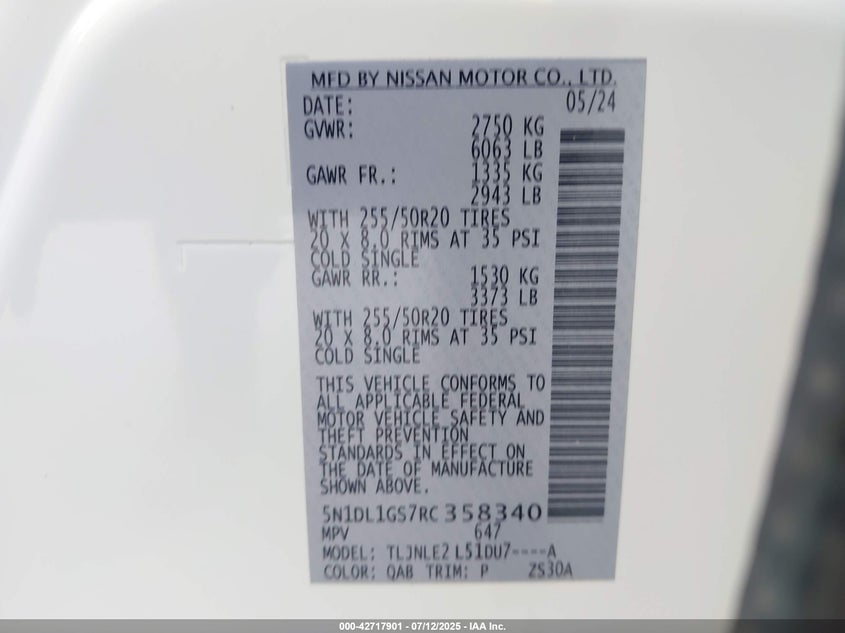 MFD BY NISSAN MOTOR CO., LTD.
DATE: 05/24
GVWR: 2750 KG
6063 LB
GAWR FR.: 1335 KG
2943 LB
WITH 255/50R20 TIRES
20 X 8.0 RIMS AT 35 PSI
COLD SINGLE
GAWR RR.: 1530 KG
3373 LB
WITH 255/50R20 TIRES
20 X 8.0 RIMS AT 35 PSI
COLD SINGLE
THIS VEHICLE CONFORMS TO
ALL APPLICABLE FEDERAL
MOTOR VEHICLE SAFETY AND
THEFT PREVENTION
STANDARDS IN EFFECT ON
THE DATE OF MANUFACTURE
SHOWN ABOVE.
5N1DL1GS7RC358340
MPV 647
MODEL: TLJNLE2 L51DU7----A
COLOR: QAB TRIM: P ZS30A
000-42717901 - 07/12/2025 - IAA Inc.